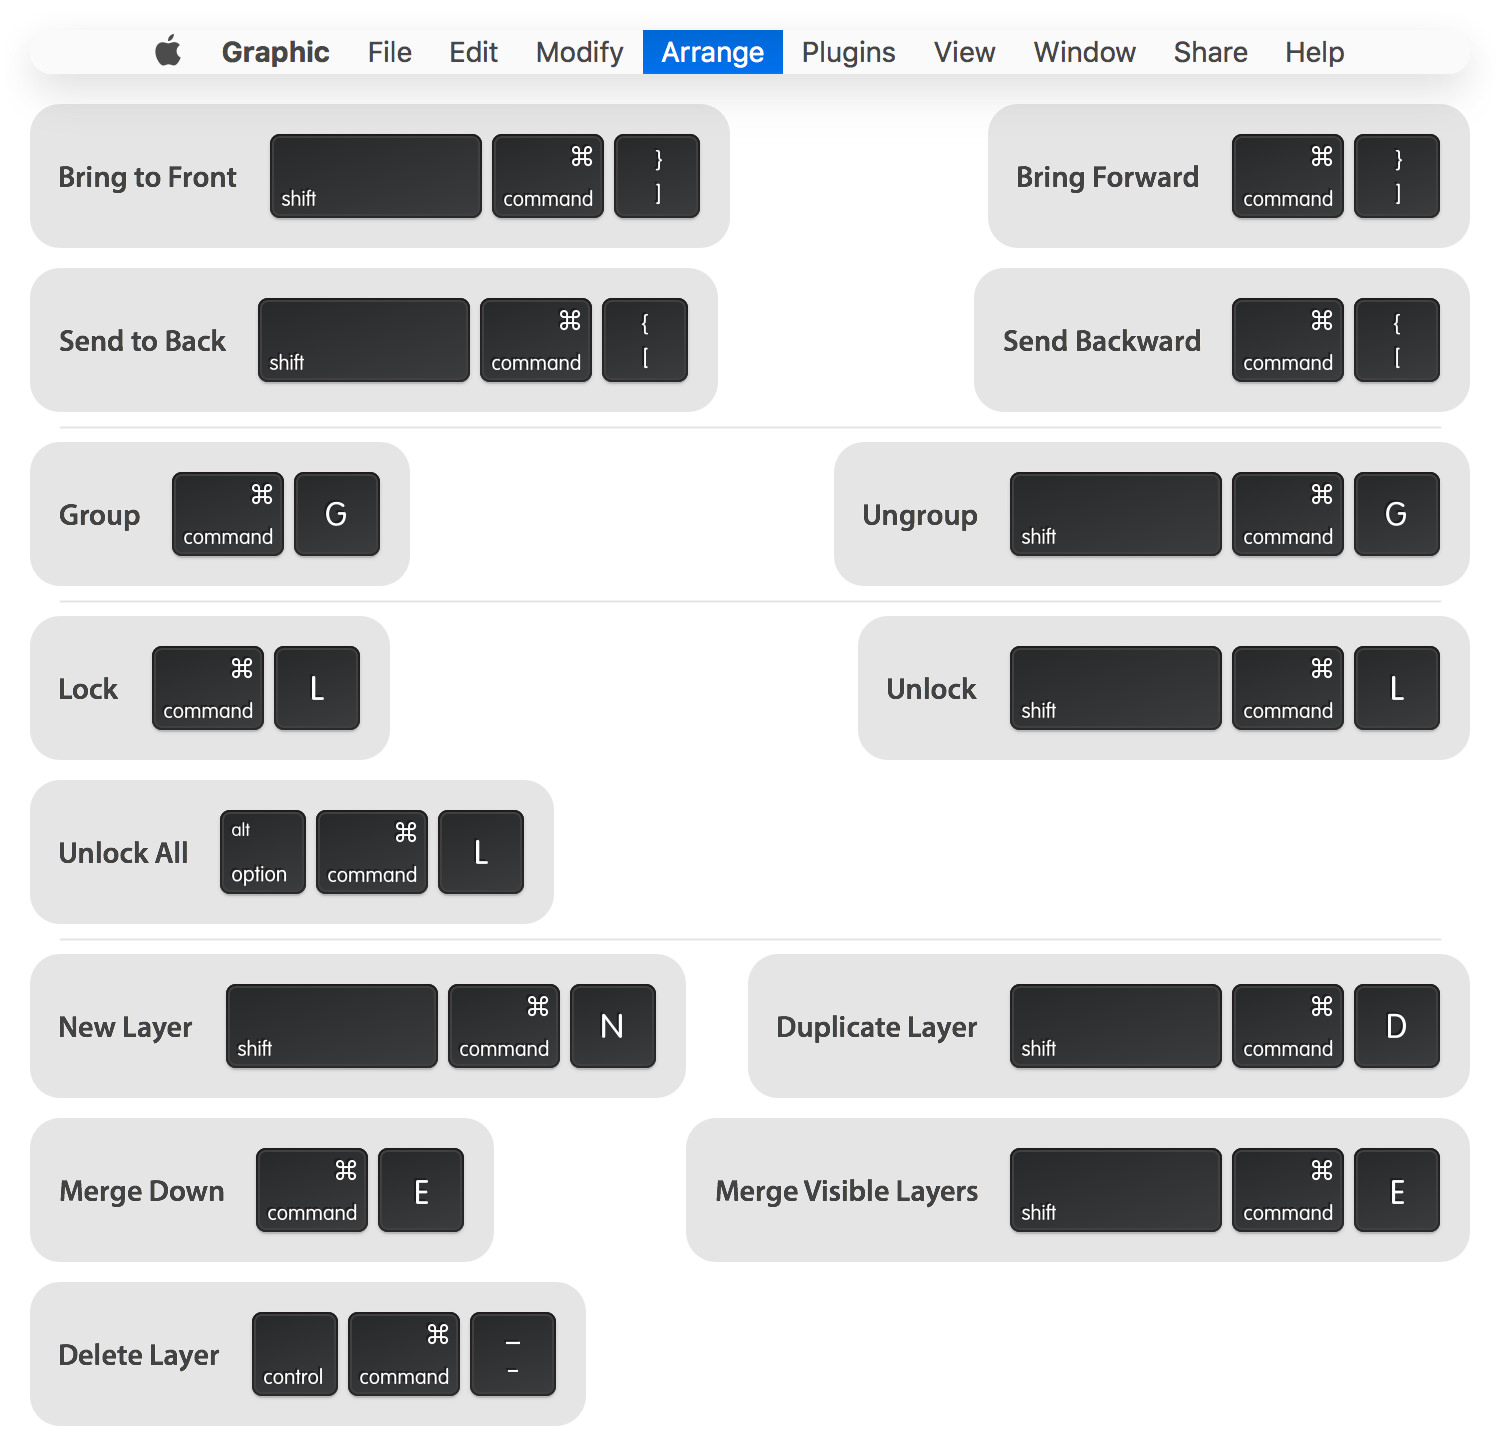 Graphic File Edit Modify Arrange Plugins View Window Share Help
Bring to Front shift ⌘ command } ]
Bring Forward ⌘ command } ]
Send to Back shift ⌘ command { [
Send Backward ⌘ command { [
Group ⌘ command G
Ungroup shift ⌘ command G
Lock ⌘ command L
Unlock shift ⌘ command L
Unlock All alt option ⌘ command L
New Layer shift ⌘ command N
Duplicate Layer shift ⌘ command D
Merge Down ⌘ command E
Merge Visible Layers shift ⌘ command E
Delete Layer control ⌘ command _ -